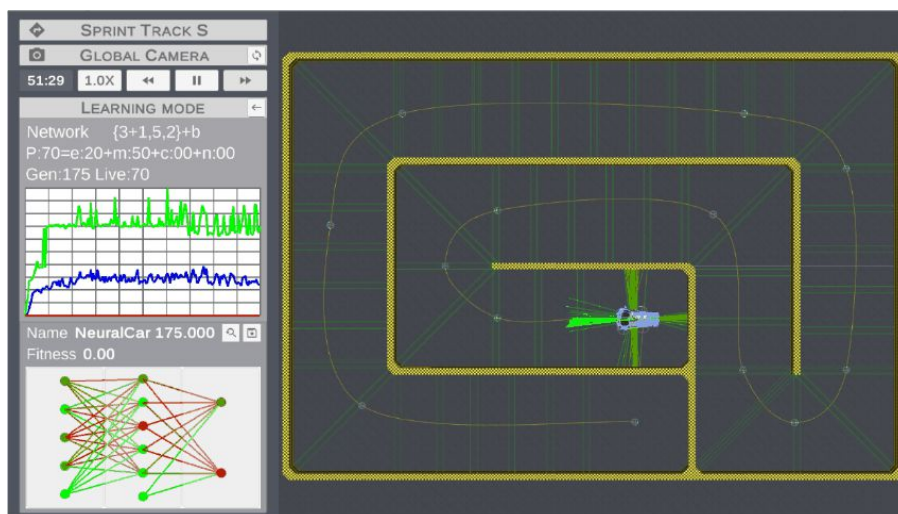 SPRINT TRACK S
GLOBAL CAMERA
51:29 1.0X
LEARNING MODE
Network {3+1,5,2}+b
P:70=e:20+m:50+c:00+n:00
Gen:175 Live:70
Name NeuralCar 175.000
Fitness 0.00